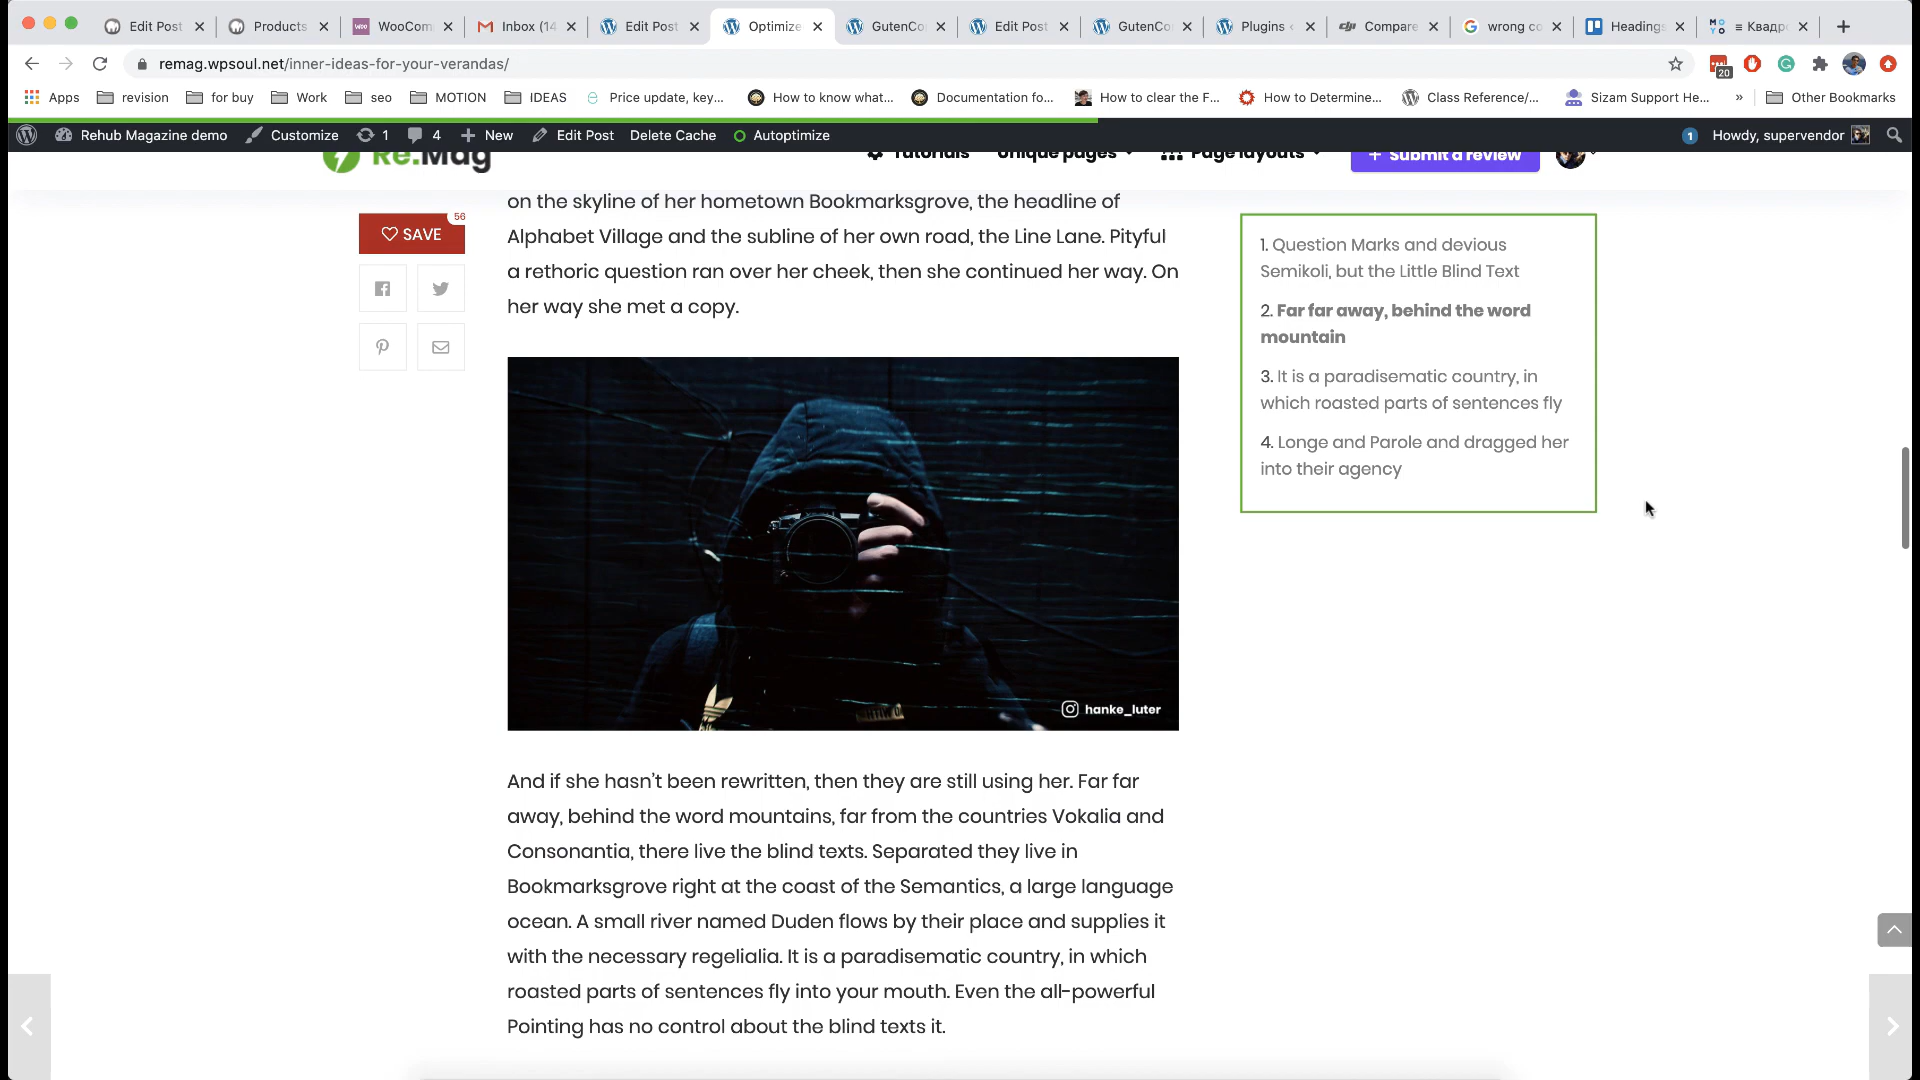 Edit Post
Products
WooCom
Inbox (14
Edit Post
Optimize
GutenCo
Edit Post
GutenCo
Plugins
Compare
wrong co
Headings
≡ Квадр
remag.wpsoul.net/inner-ideas-for-your-verandas/
20
Apps
revision
for buy
Work
seo
MOTION
IDEAS
Price update, key...
How to know what...
Documentation fo...
How to clear the F...
How to Determine...
Class Reference/...
Sizam Support He...
»
Other Bookmarks
Rehub Magazine demo
Customize
1
4
New
Edit Post
Delete Cache
Autoptimize
1
Howdy, supervendor
Re.Mag
Tutorials
Unique pages
Page layouts
+ Submit a review
56
SAVE
on the skyline of her hometown Bookmarksgrove, the headline of
Alphabet Village and the subline of her own road, the Line Lane. Pityful
a rethoric question ran over her cheek, then she continued her way. On
her way she met a copy.
1. Question Marks and devious
Semikoli, but the Little Blind Text
2. Far far away, behind the word
mountain
3. It is a paradisematic country, in
which roasted parts of sentences fly
4. Longe and Parole and dragged her
into their agency
hanke_luter
And if she hasn’t been rewritten, then they are still using her. Far far
away, behind the word mountains, far from the countries Vokalia and
Consonantia, there live the blind texts. Separated they live in
Bookmarksgrove right at the coast of the Semantics, a large language
ocean. A small river named Duden flows by their place and supplies it
with the necessary regelialia. It is a paradisematic country, in which
roasted parts of sentences fly into your mouth. Even the all-powerful
Pointing has no control about the blind texts it.